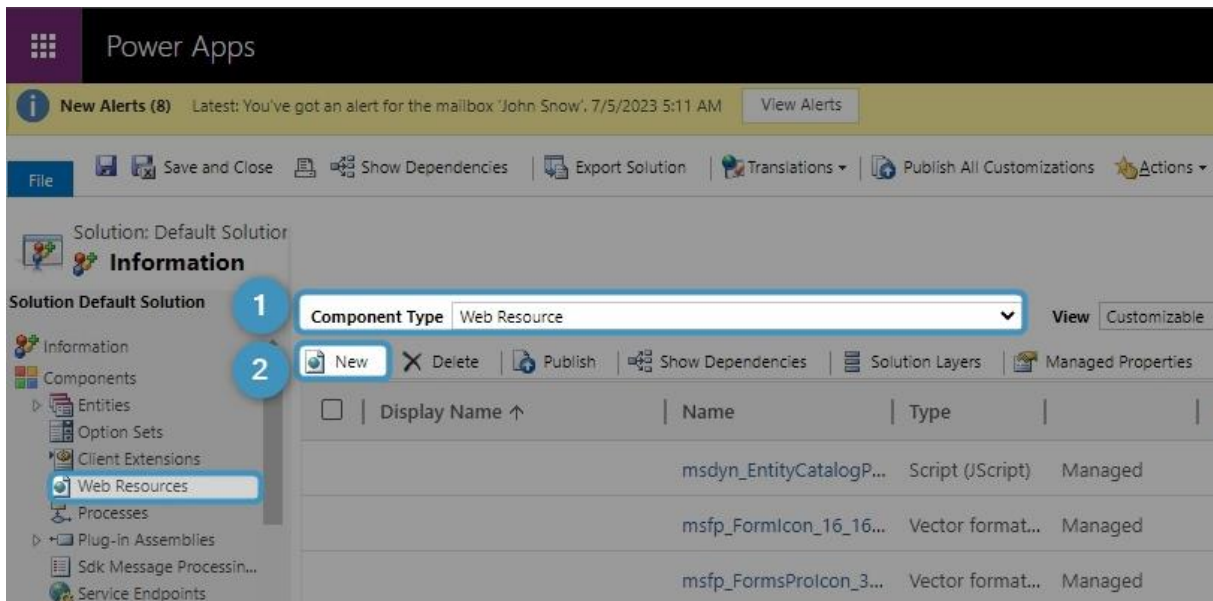 Power Apps
New Alerts (8) Latest: You've got an alert for the mailbox 'John Snow', 7/5/2023 5:11 AM View Alerts
File Save and Close Show Dependencies Export Solution Translations Publish All Customizations Actions
Solution: Default Solution
Information
Solution Default Solution
1 Component Type Web Resource View Customizable
Information
2 New Delete Publish Show Dependencies Solution Layers Managed Properties
Components
Entities
Display Name ↑ Name Type
Option Sets
Client Extensions
msdyn_EntityCatalogP... Script (JScript) Managed
Web Resources
Processes
msfp_FormIcon_16_16... Vector format... Managed
Plug-in Assemblies
Sdk Message Processin...
msfp_FormsProIcon_3... Vector format... Managed
Service Endpoints